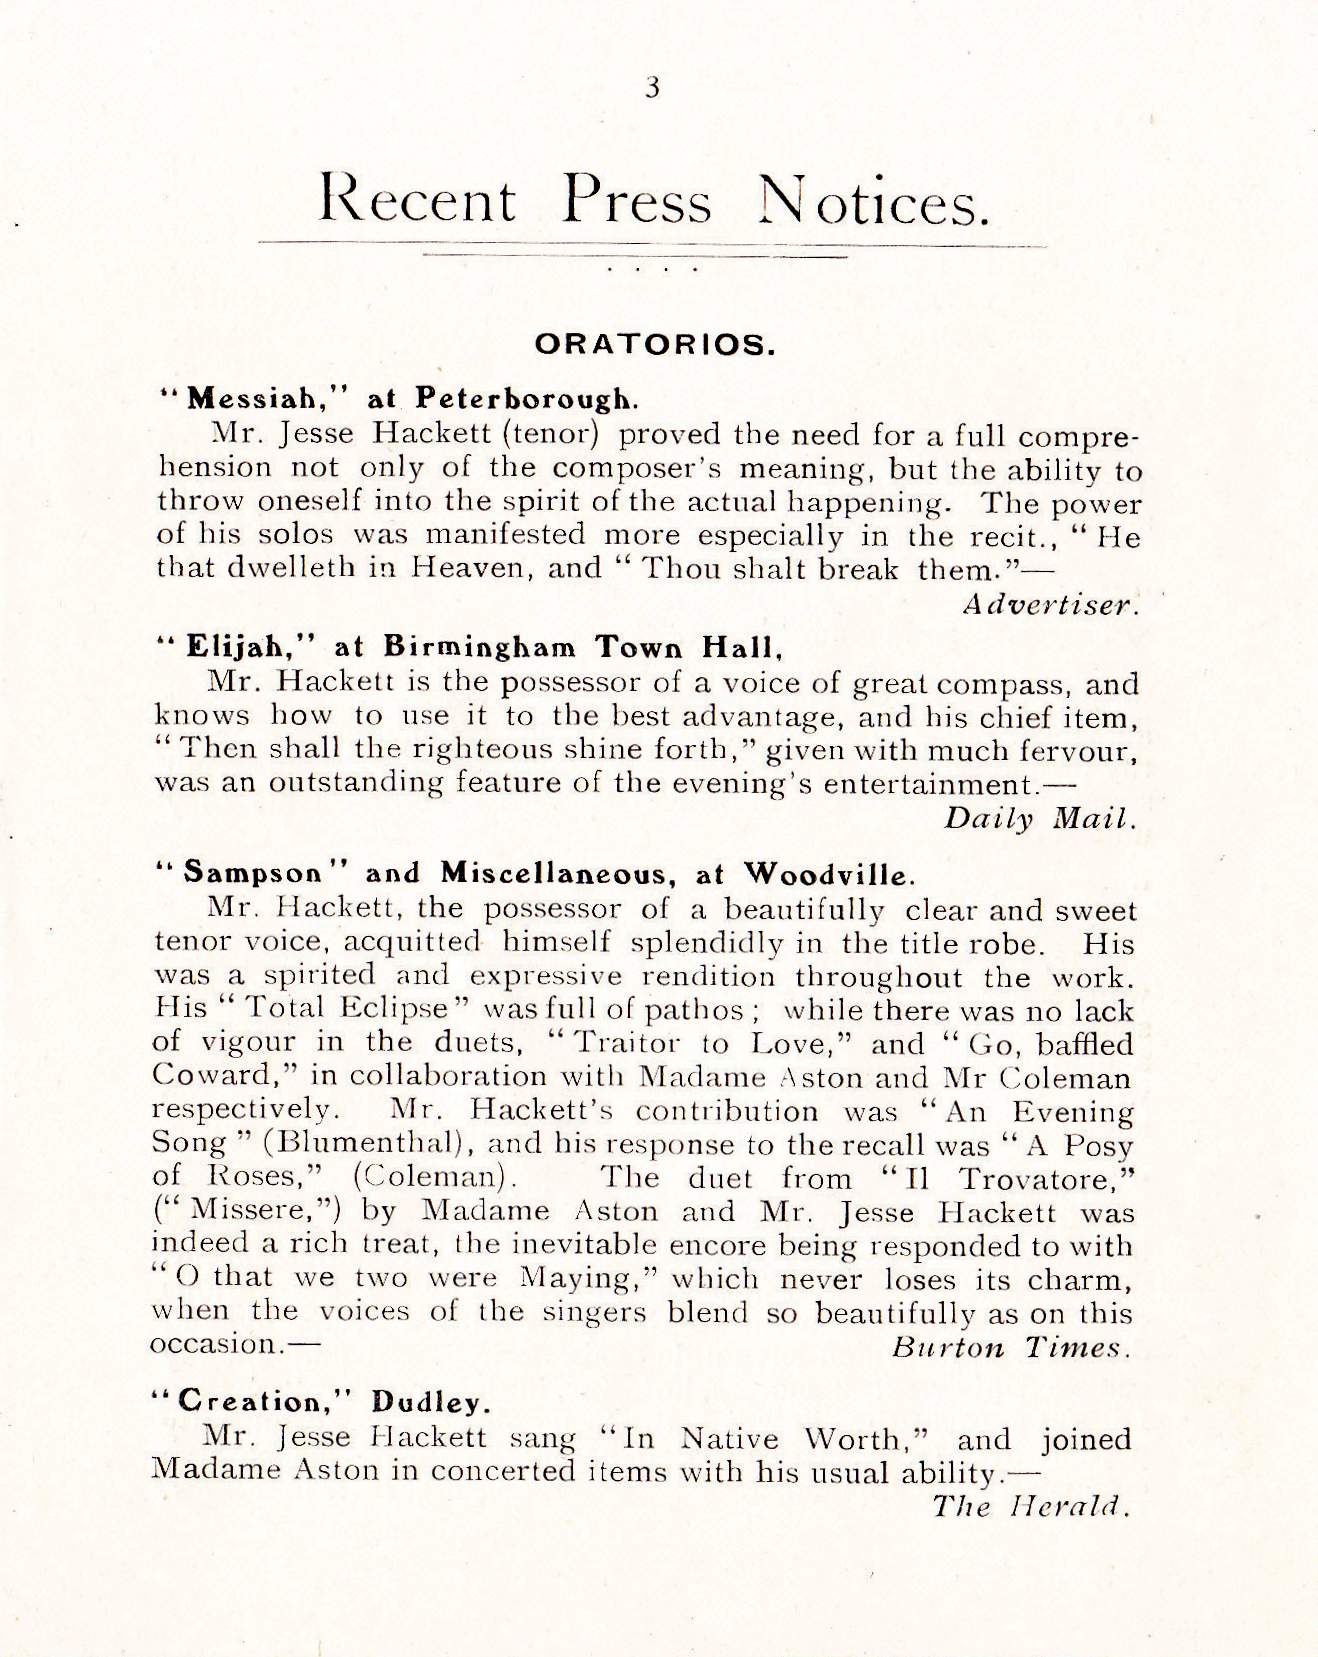 3
Recent Press Notices.
. . . .
ORATORIOS.
"Messiah," at Peterborough.
Mr. Jesse Hackett (tenor) proved the need for a full compre-
hension not only of the composer's meaning, but the ability to
throw oneself into the spirit of the actual happening. The power
of his solos was manifested more especially in the recit., "He
that dwelleth in Heaven, and "Thou shalt break them."—
Advertiser.
"Elijah," at Birmingham Town Hall,
Mr. Hackett is the possessor of a voice of great compass, and
knows how to use it to the best advantage, and his chief item,
"Then shall the righteous shine forth," given with much fervour,
was an outstanding feature of the evening's entertainment.—
Daily Mail.
"Sampson" and Miscellaneous, at Woodville.
Mr. Hackett, the possessor of a beautifully clear and sweet
tenor voice, acquitted himself splendidly in the title robe. His
was a spirited and expressive rendition throughout the work.
His "Total Eclipse" was full of pathos; while there was no lack
of vigour in the duets, "Traitor to Love," and "Go, baffled
Coward," in collaboration with Madame Aston and Mr Coleman
respectively. Mr. Hackett's contribution was "An Evening
Song" (Blumenthal), and his response to the recall was "A Posy
of Roses," (Coleman). The duet from "Il Trovatore,"
("Missere,") by Madame Aston and Mr. Jesse Hackett was
indeed a rich treat, the inevitable encore being responded to with
"O that we two were Maying," which never loses its charm,
when the voices of the singers blend so beautifully as on this
occasion.— Burton Times.
"Creation," Dudley.
Mr. Jesse Hackett sang "In Native Worth," and joined
Madame Aston in concerted items with his usual ability.—
The Herald.